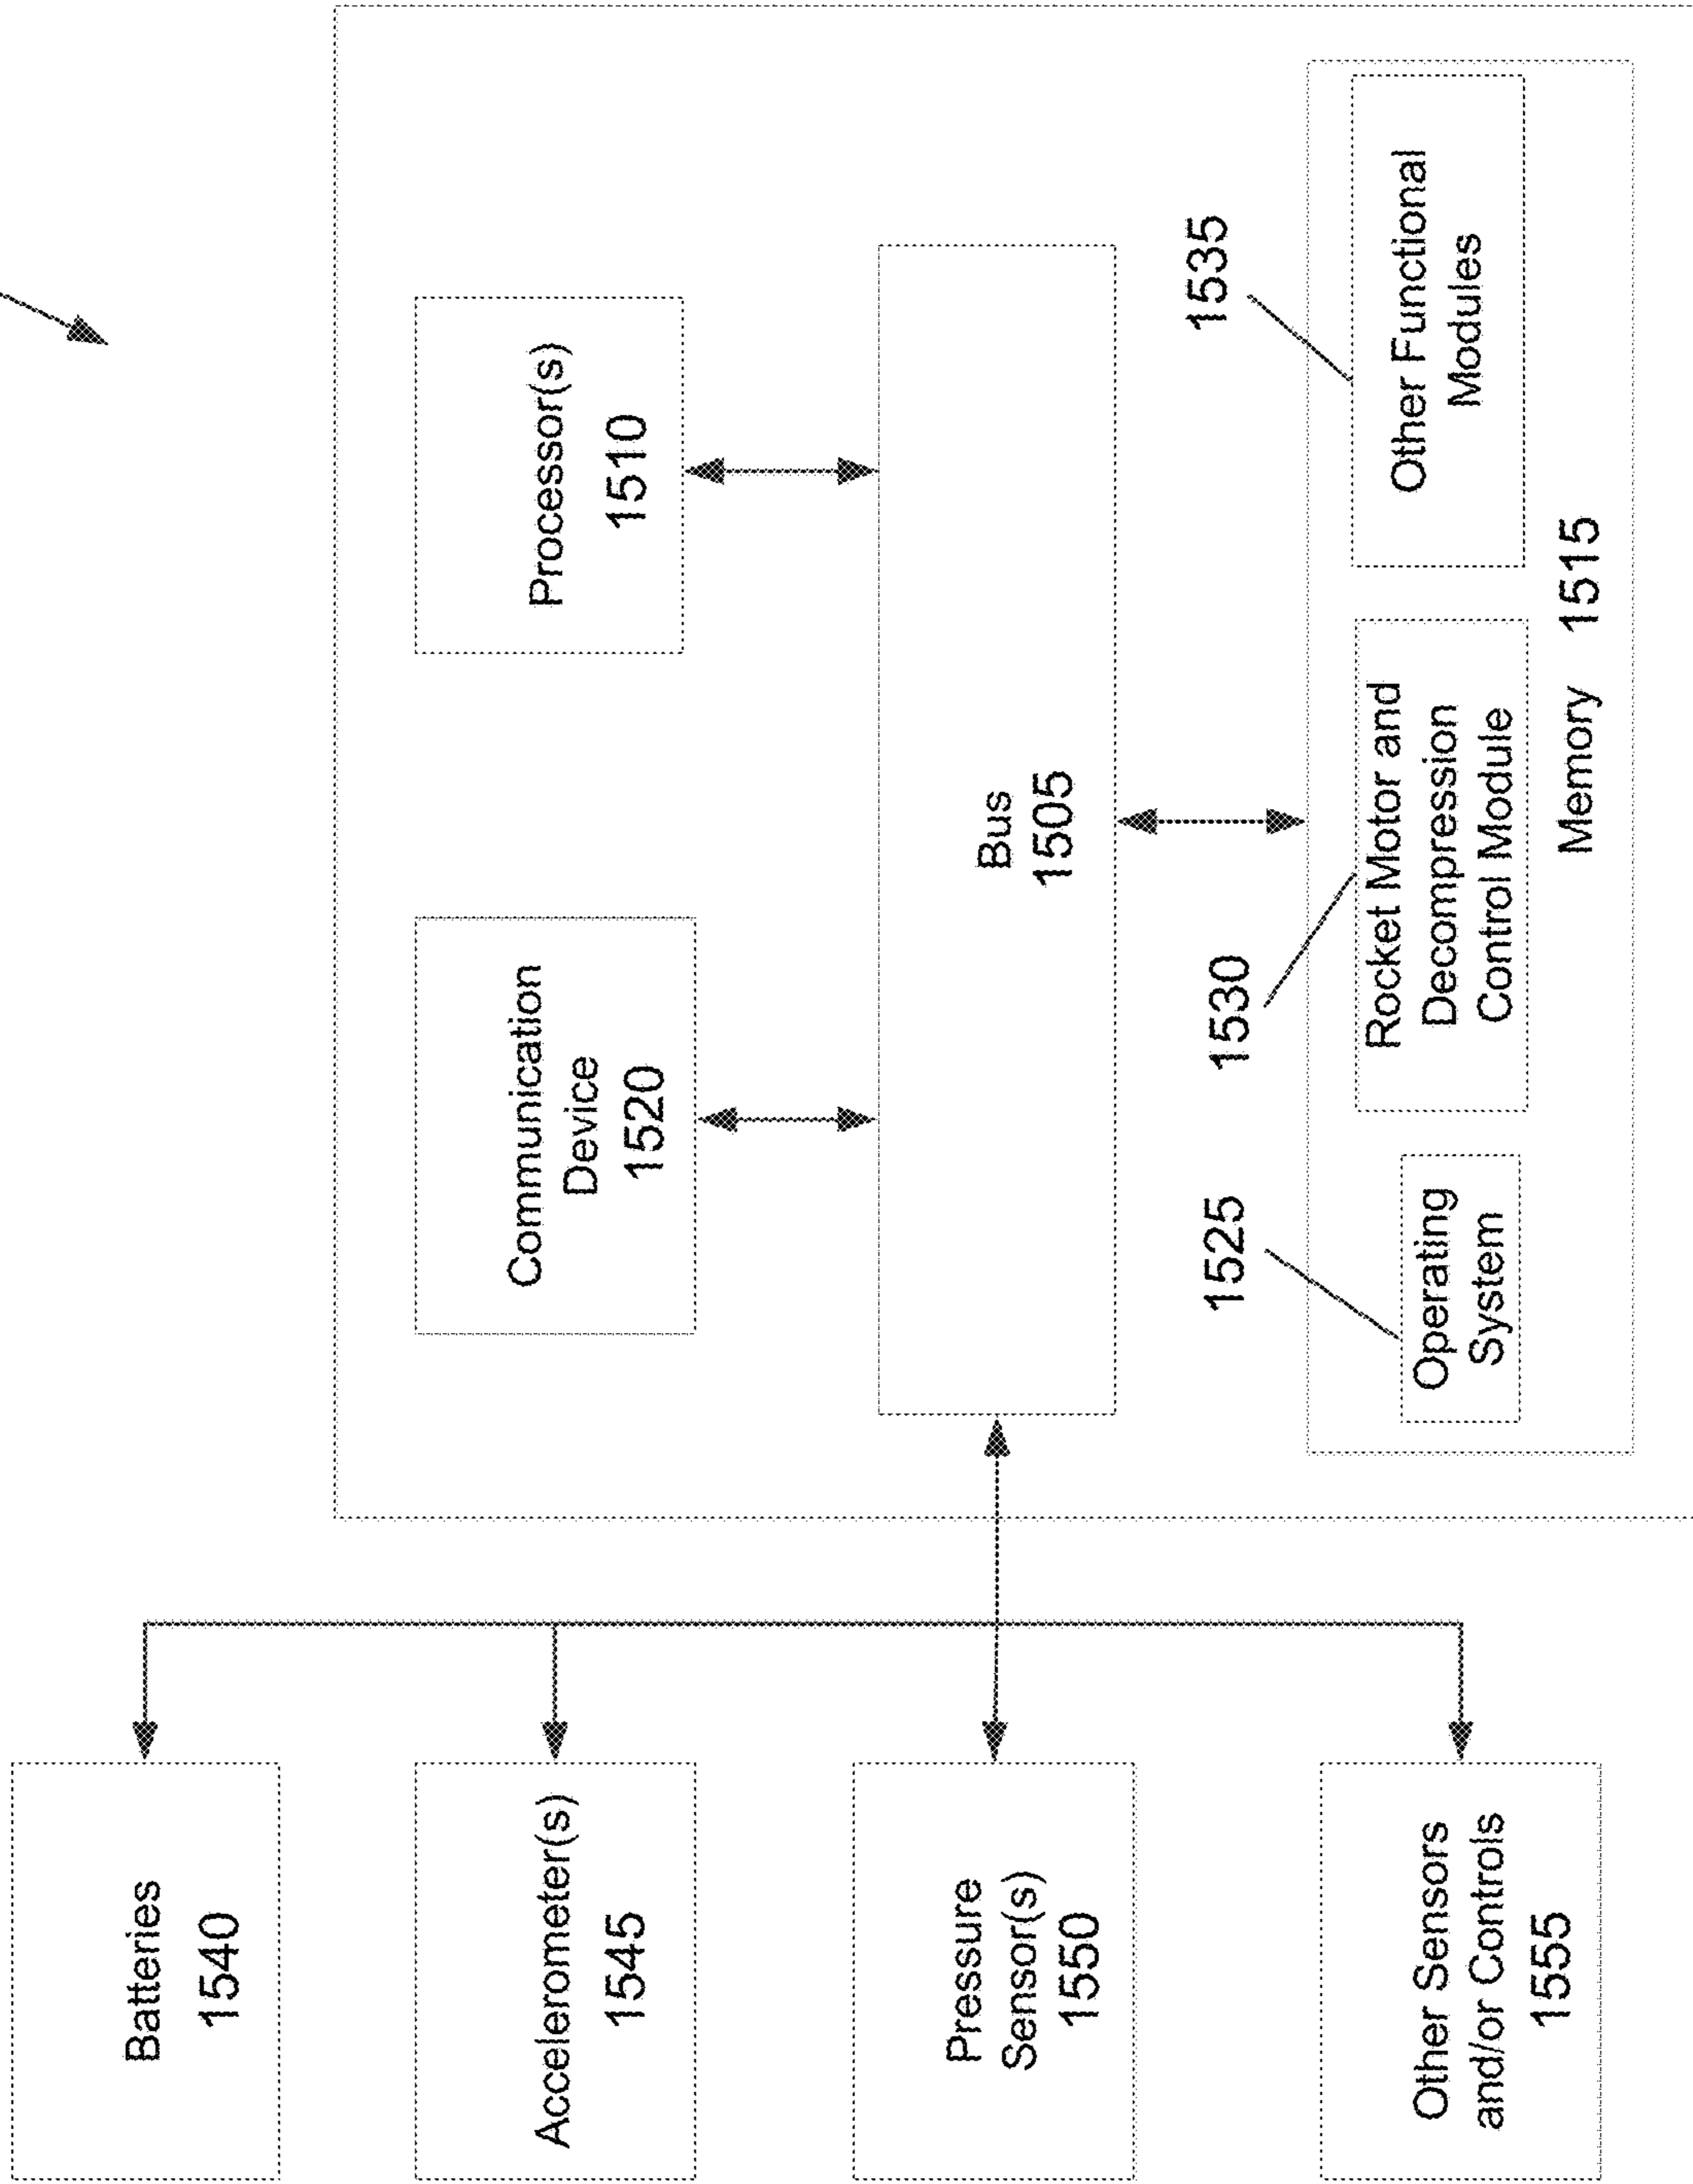 Batteries
1540
Accelerometer(s)
1545
Pressure
Sensor(s)
1550
Other Sensors
and/or Controls
1555
Communication
Device
1520
Processor(s)
1510
Bus
1505
1525
1530
1535
Operating
System
Rocket Motor and
Decompression
Control Module
Other Functional
Modules
Memory 1515